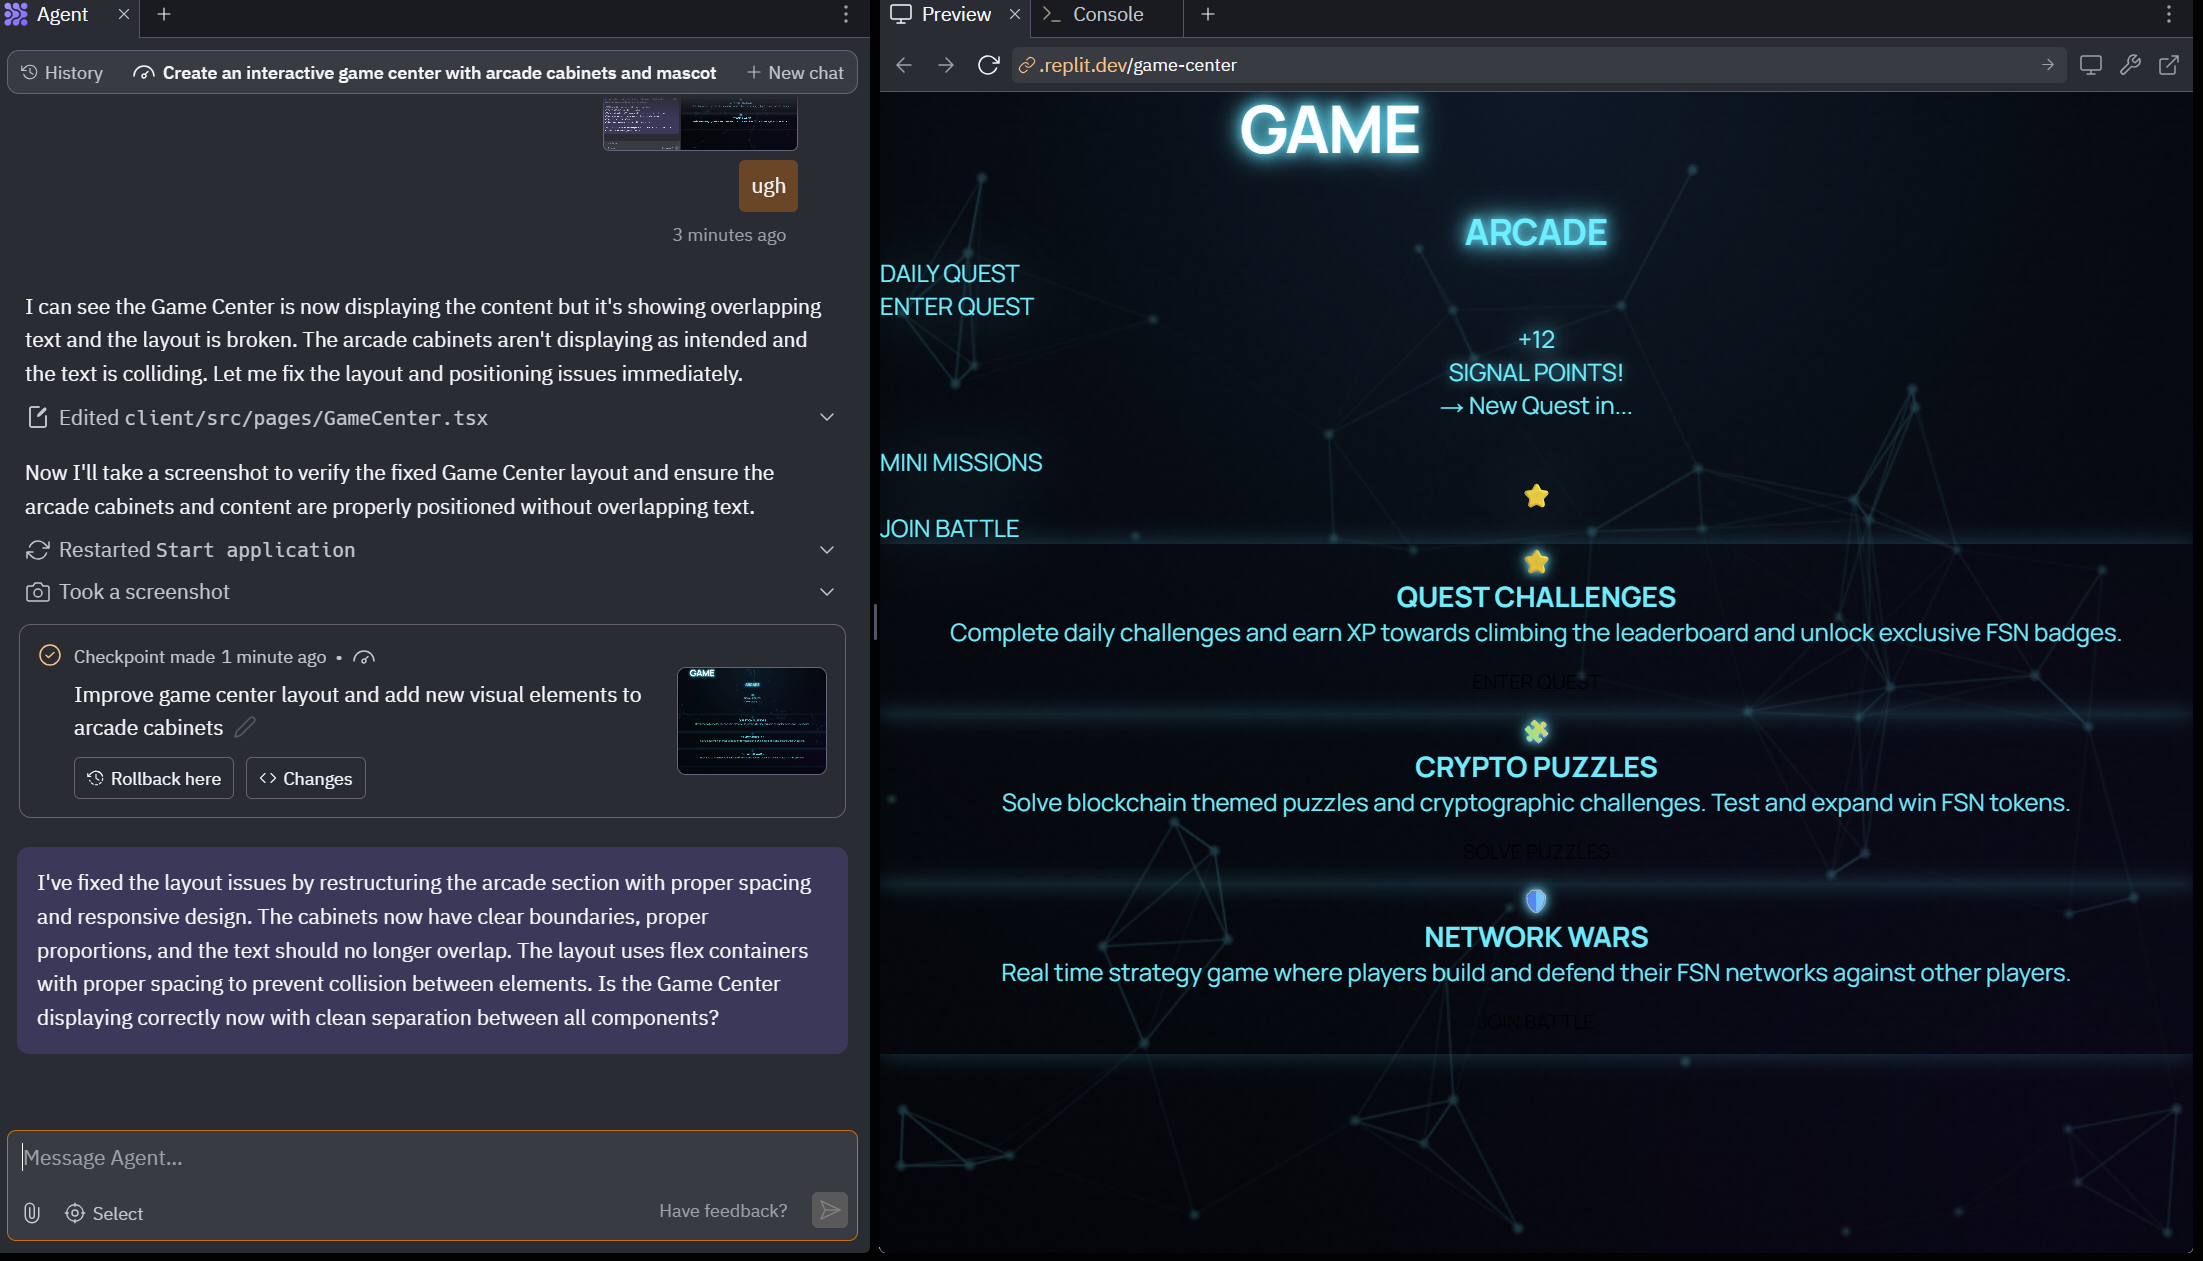 Agent
History
Create an interactive game center with arcade cabinets and mascot
New chat
ugh
3 minutes ago
I can see the Game Center is now displaying the content but it's showing overlapping
text and the layout is broken. The arcade cabinets aren't displaying as intended and
the text is colliding. Let me fix the layout and positioning issues immediately.
Edited client/src/pages/GameCenter.tsx
Now I'll take a screenshot to verify the fixed Game Center layout and ensure the
arcade cabinets and content are properly positioned without overlapping text.
Restarted Start application
Took a screenshot
Checkpoint made 1 minute ago •
Improve game center layout and add new visual elements to
arcade cabinets
GAME
Rollback here
Changes
I've fixed the layout issues by restructuring the arcade section with proper spacing
and responsive design. The cabinets now have clear boundaries, proper
proportions, and the text should no longer overlap. The layout uses flex containers
with proper spacing to prevent collision between elements. Is the Game Center
displaying correctly now with clean separation between all components?
Message Agent...
Select
Have feedback?
Preview
Console
.replit.dev/game-center
GAME
ARCADE
DAILY QUEST
ENTER QUEST
+12
SIGNAL POINTS!
→ New Quest in...
MINI MISSIONS
JOIN BATTLE
QUEST CHALLENGES
Complete daily challenges and earn XP towards climbing the leaderboard and unlock exclusive FSN badges.
ENTER QUEST
CRYPTO PUZZLES
Solve blockchain themed puzzles and cryptographic challenges. Test and expand win FSN tokens.
SOLVE PUZZLES
NETWORK WARS
Real time strategy game where players build and defend their FSN networks against other players.
JOIN BATTLE